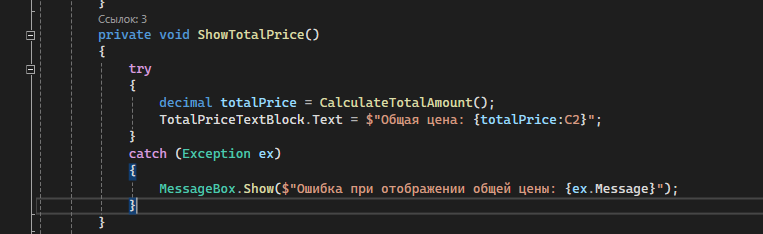 }
Ссылок: 3
private void ShowTotalPrice()
{
try
{
decimal totalPrice = CalculateTotalAmount();
TotalPriceTextBlock.Text = $"Общая цена: {totalPrice:C2}";
}
catch (Exception ex)
{
MessageBox.Show($"Ошибка при отображении общей цены: {ex.Message}");
}
}